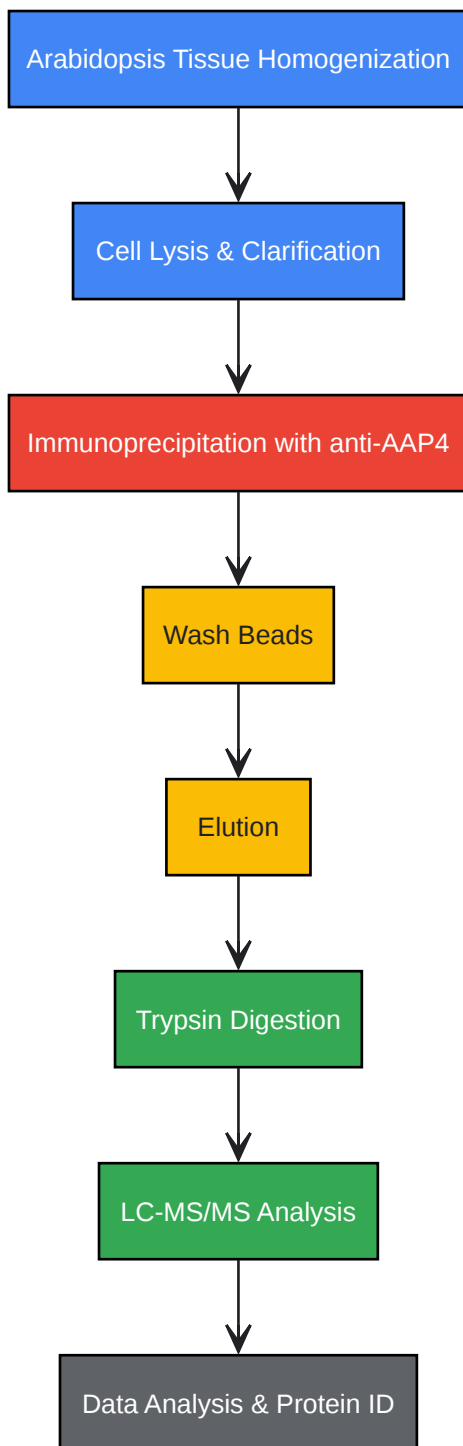 Arabidopsis Tissue Homogenization
Cell Lysis & Clarification
Immunoprecipitation with anti-AAP4
Wash Beads
Elution
Trypsin Digestion
LC-MS/MS Analysis
Data Analysis & Protein ID